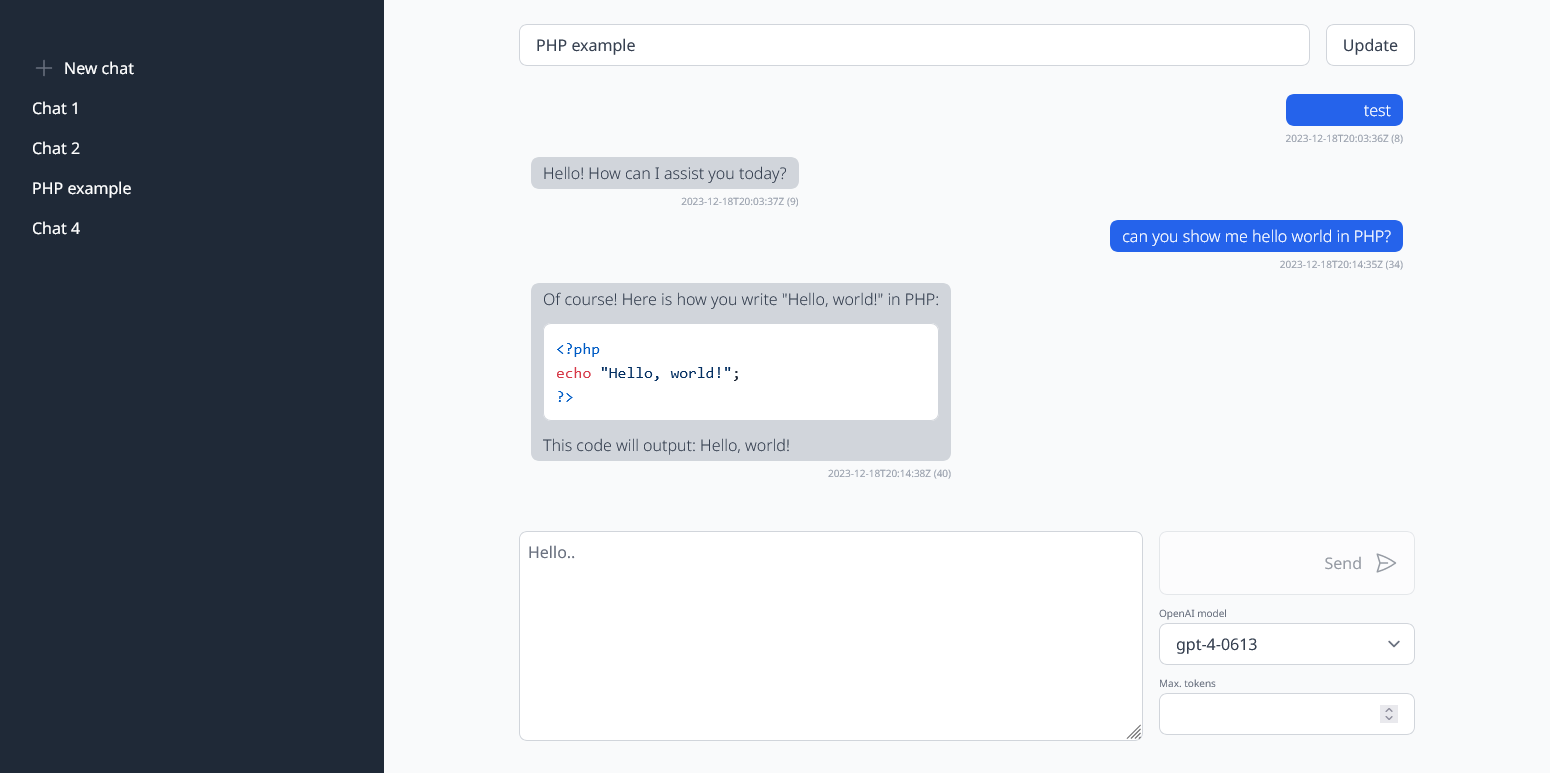 New chat
Chat 1
Chat 2
PHP example
Chat 4
PHP example
Update
test
2023-12-18T20:03:36Z (8)
Hello! How can I assist you today?
2023-12-18T20:03:37Z (9)
can you show me hello world in PHP?
2023-12-18T20:14:35Z (34)
Of course! Here is how you write "Hello, world!" in PHP:
<?php
echo "Hello, world!";
?>
This code will output: Hello, world!
2023-12-18T20:14:38Z (40)
Hello..
Send
OpenAI model
gpt-4-0613
Max. tokens